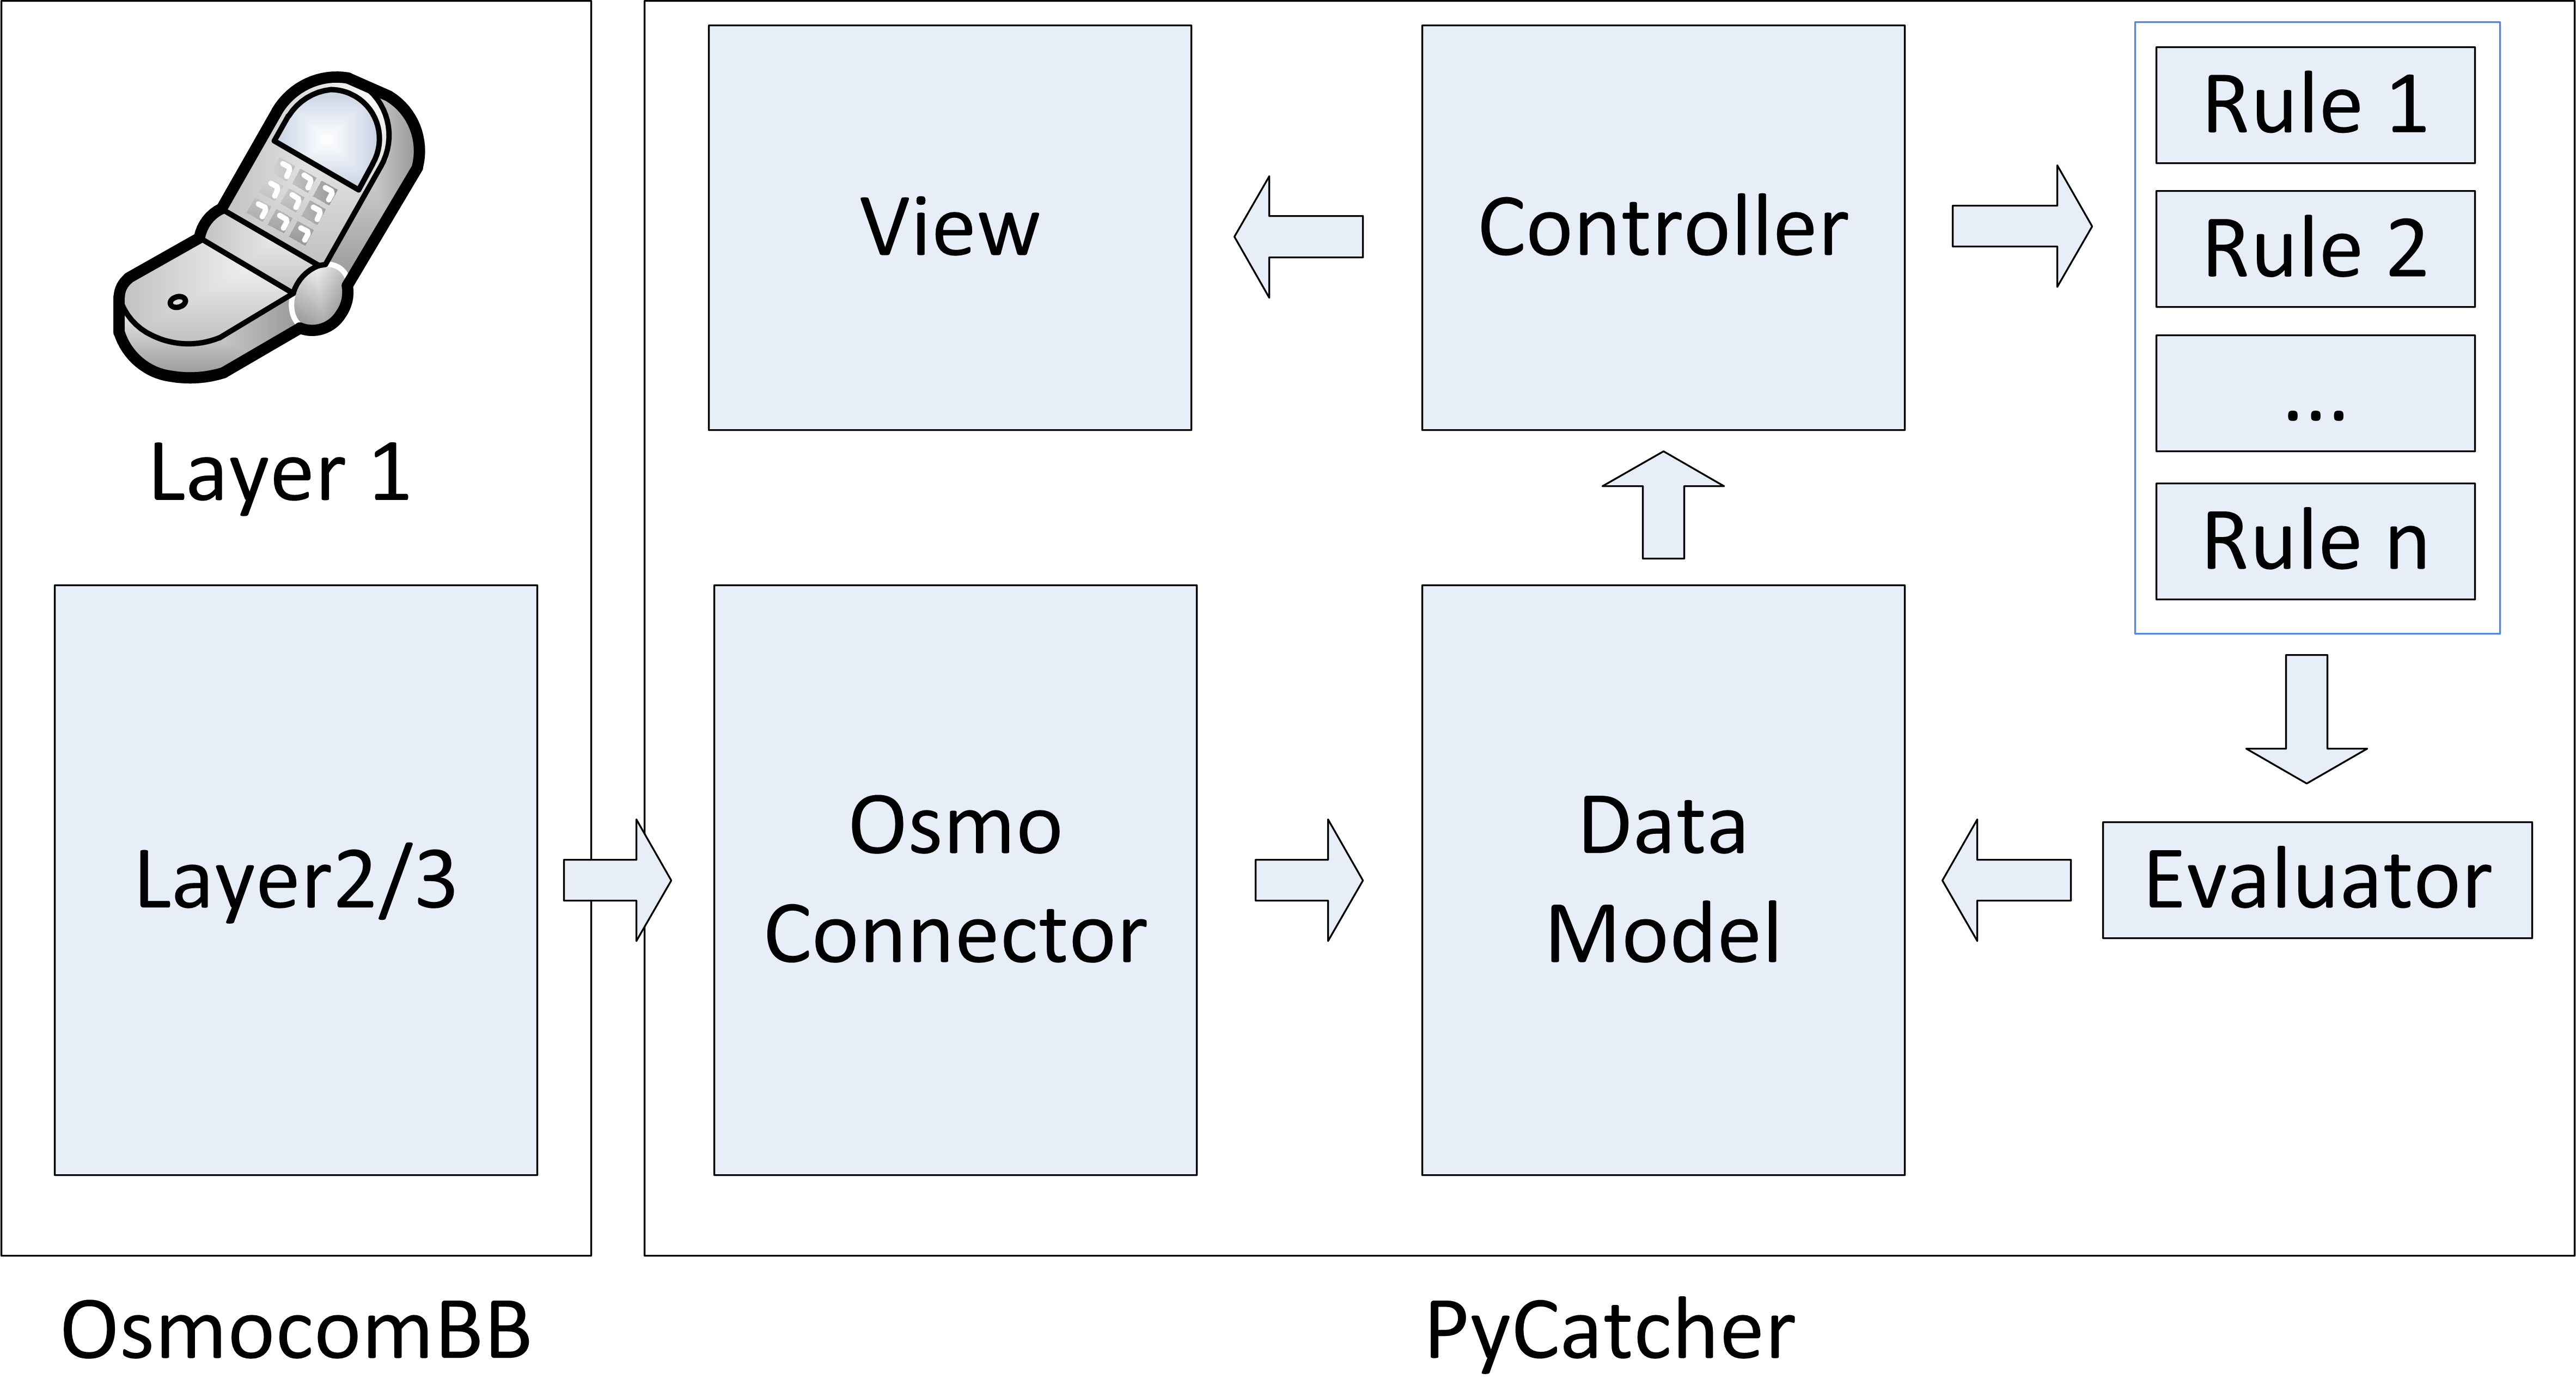 Layer 1
Layer2/3
OsmocomBB
View
Controller
Rule 1
Rule 2
...
Rule n
Osmo
Connector
Data
Model
Evaluator
PyCatcher